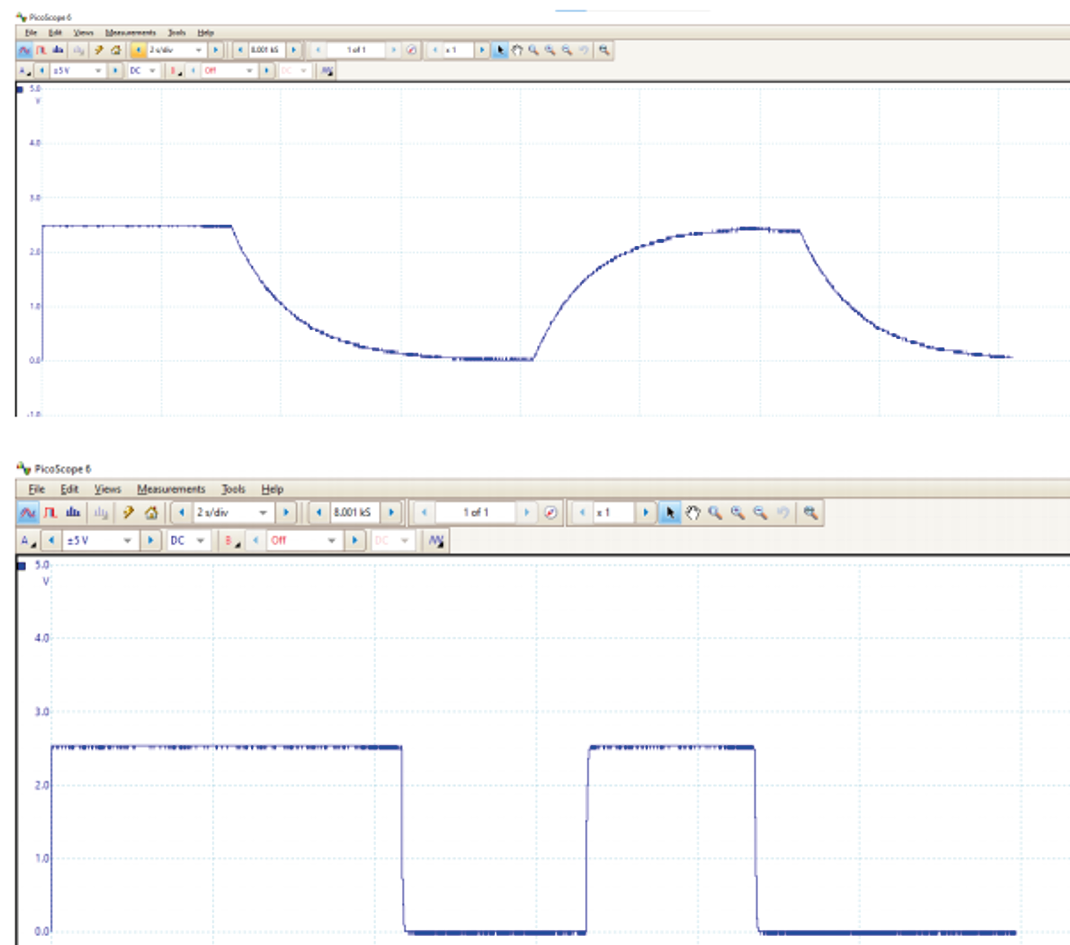 PicoScope 6
File Edit Views Measurements Tools Help
2 s/div 8.001 kS 1 of 1 x 1
A ±5 V DC B Off DC
5.0
V
4.0
3.0
2.0
1.0
0.0
-1.0
PicoScope 6
File Edit Views Measurements Tools Help
2 s/div 8.001 kS 1 of 1 x 1
A ±5 V DC B Off DC
5.0
V
4.0
3.0
2.0
1.0
0.0